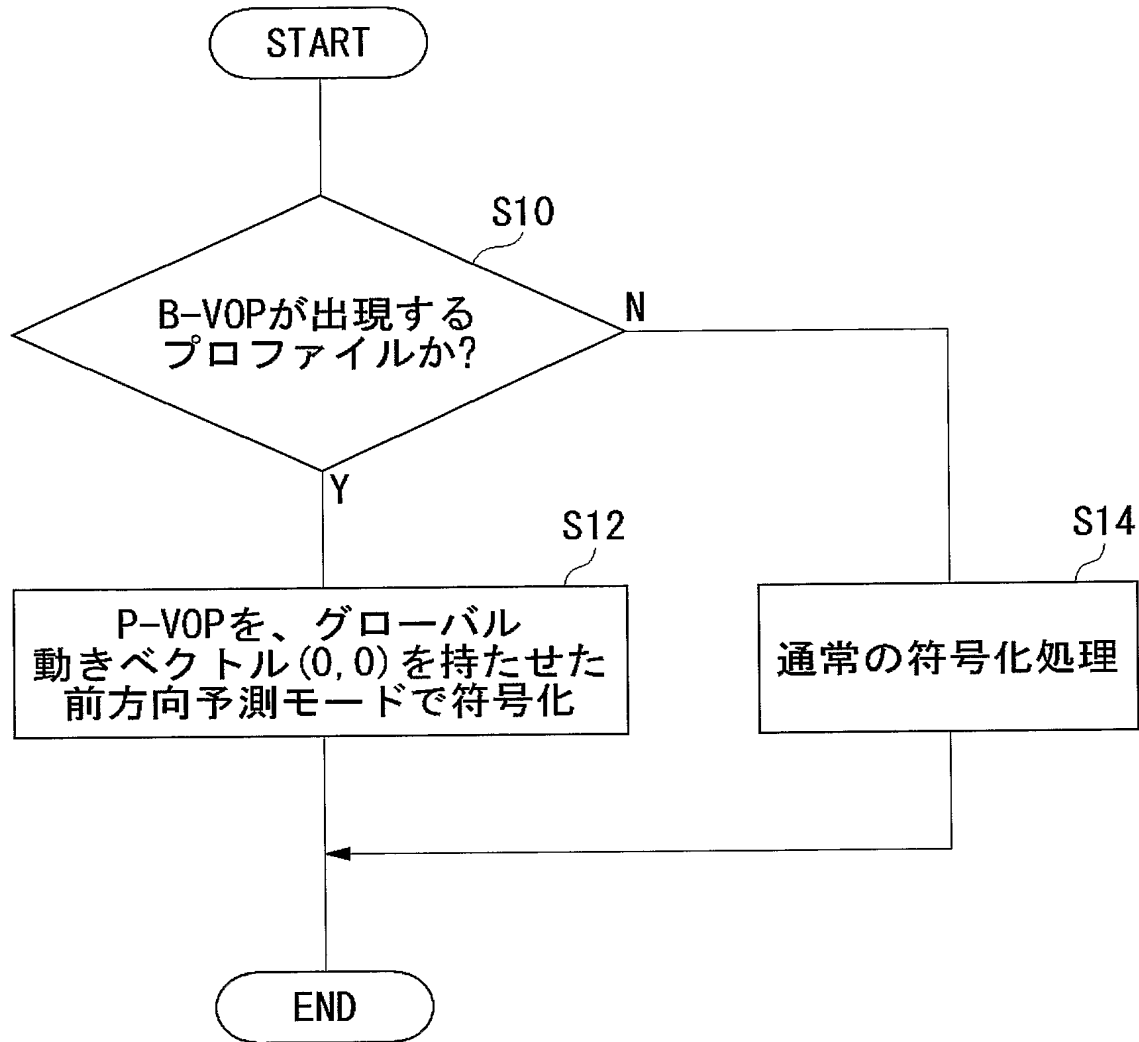 START
S10
B-VOPが出現する
プロファイルか?
N
Y
S12
P-VOPを、グローバル
動きベクトル(0,0)を持たせた
前方向予測モードで符号化
S14
通常の符号化処理
END